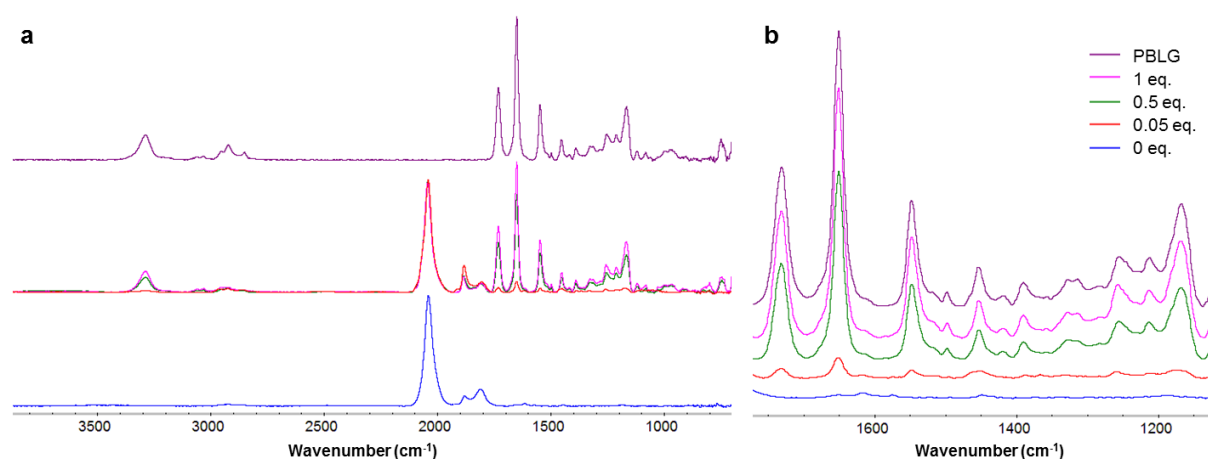 a
b
PBLG
1 eq.
0.5 eq.
0.05 eq.
0 eq.
3500 3000 2500 2000 1500 1000
1600 1400 1200
Wavenumber (cm-1)
Wavenumber (cm-1)